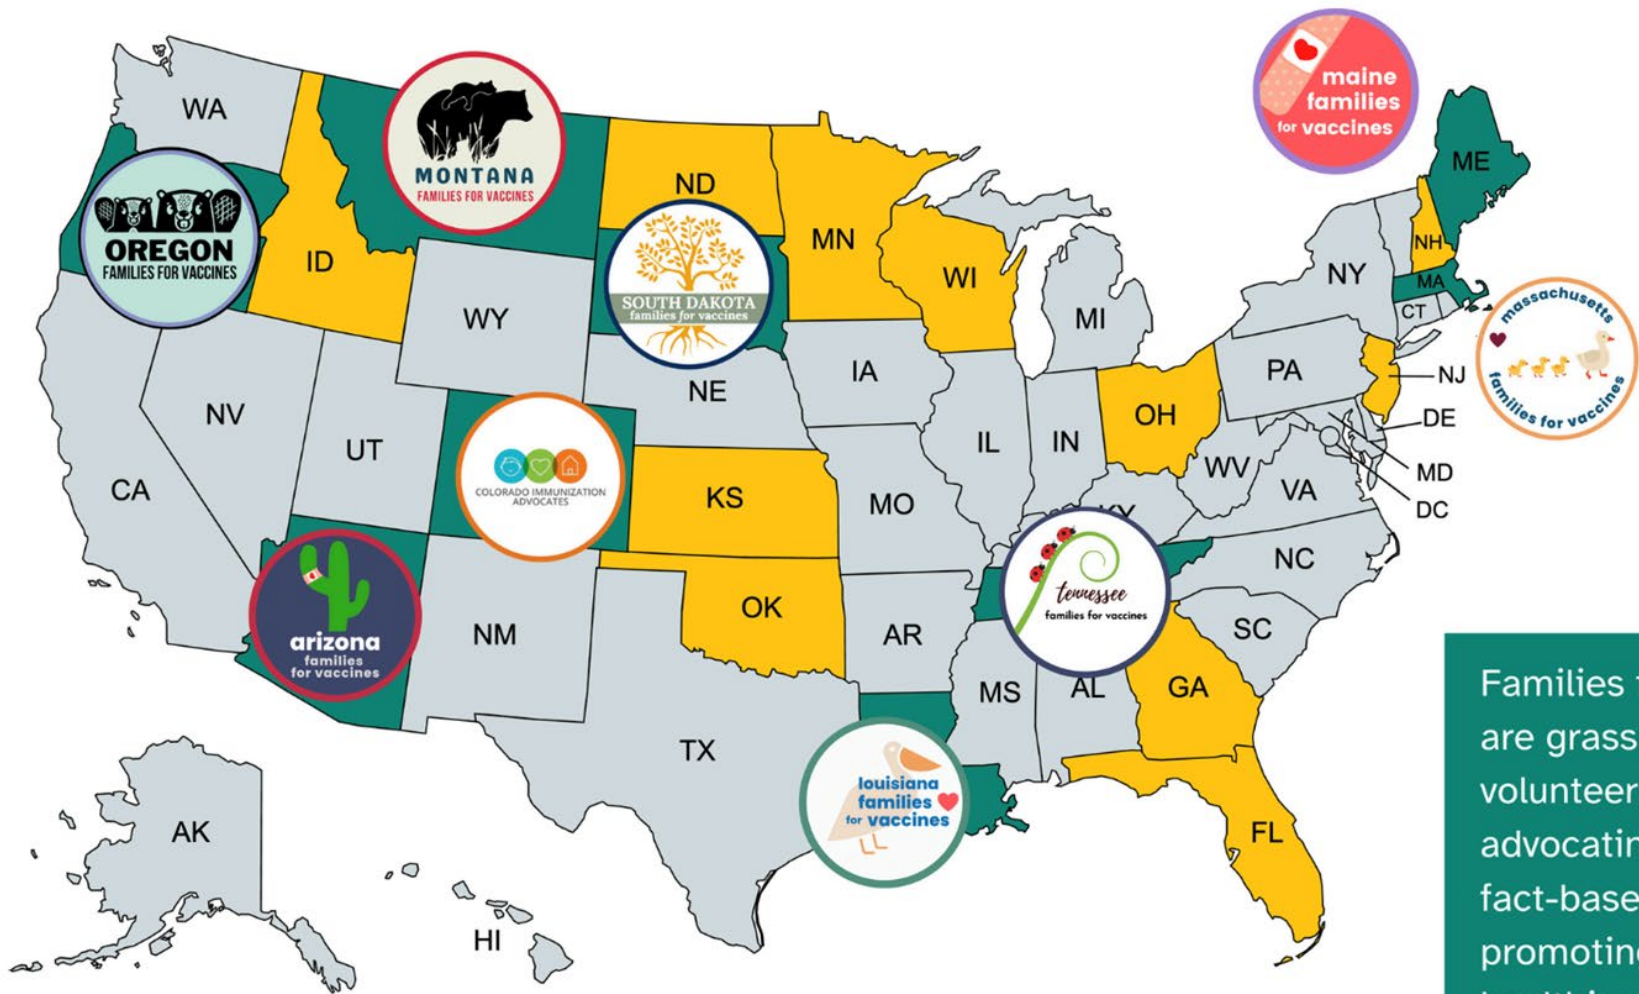 WA
MONTANA
FAMILIES FOR VACCINES
maine
families
for vaccines
ME
OREGON
FAMILIES FOR VACCINES
ID
ND
SOUTH DAKOTA
families for vaccines
MN
WI
MI
NY
NH
MA
CT
massachusetts
families for vaccines
WY
NE
IA
IL
IN
OH
PA
NJ
DE
MD
DC
NV
UT
CA
COLORADO IMMUNIZATION
ADVOCATES
KS
MO
KY
WV
VA
NC
arizona
families
for vaccines
NM
OK
AR
tennessee
families for vaccines
SC
MS
AL
GA
TX
louisiana
families
for vaccines
FL
AK
HI
Families
are grass
volunteer
advocatin
fact-base
promoting